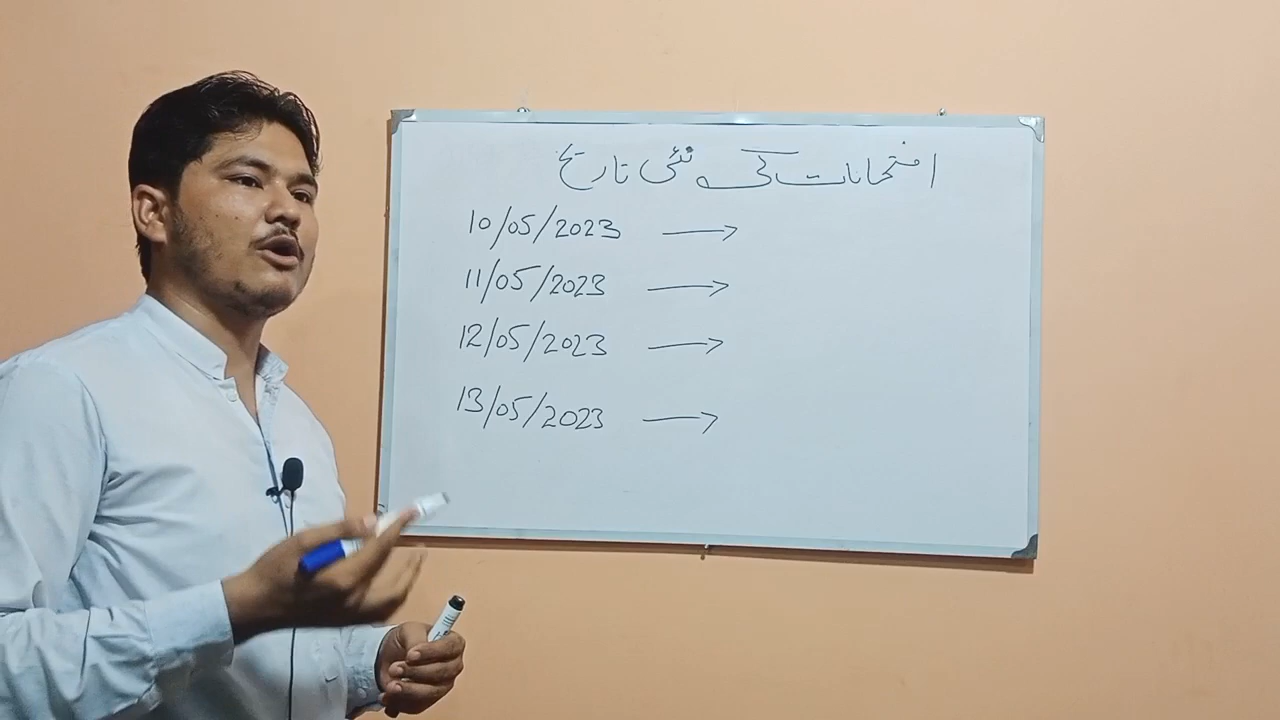 امتحانات کی نئی تاریخ
10/05/2023 →
11/05/2023 →
12/05/2023 →
13/05/2023 →